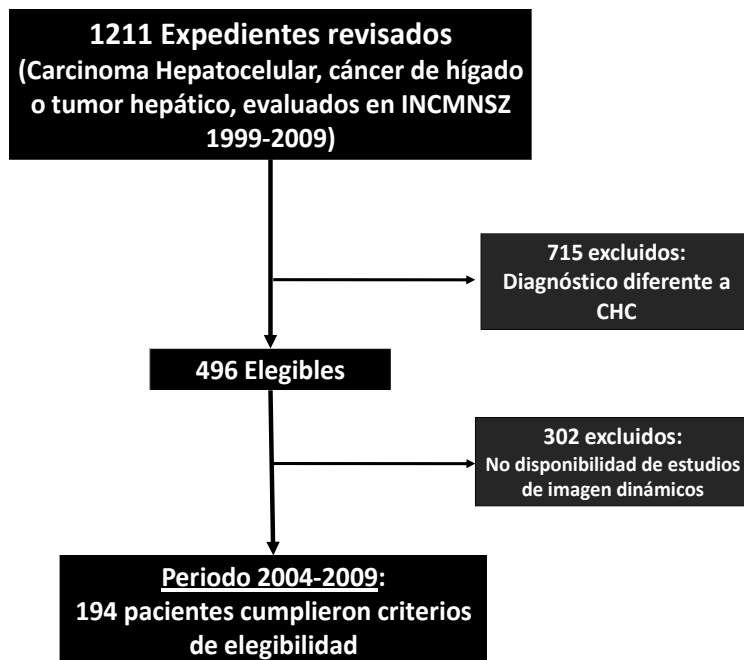 1211 Expedientes revisados
(Carcinoma Hepatocelular, cáncer de hígado
o tumor hepático, evaluados en INCMNSZ
1999-2009)
715 excluidos:
Diagnóstico diferente a
CHC
496 Elegibles
302 excluidos:
No disponibilidad de estudios
de imagen dinámicos
Periodo 2004-2009:
194 pacientes cumplieron criterios
de elegibilidad